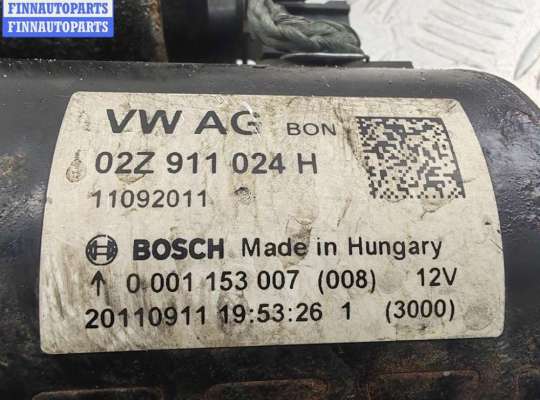 FINNAUTOPARTS
FINNAUTOPARTS
VW AG BON
02Z 911 024 H
11092011
BOSCH Made in Hungary
↑ 0 001 153 007 (008) 12V
20110911 19:53:26 1 (3000)